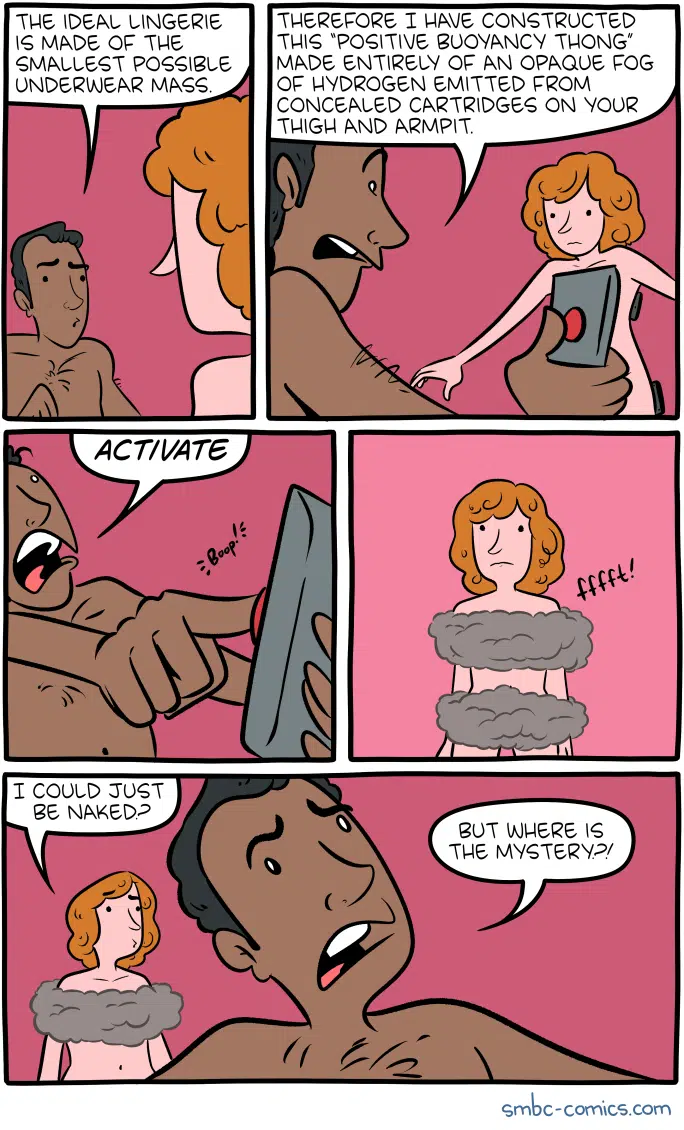 THE IDEAL LINGERIE
IS MADE OF THE
SMALLEST POSSIBLE
UNDERWEAR MASS.
THEREFORE I HAVE CONSTRUCTED
THIS "POSITIVE BUOYANCY THONG"
MADE ENTIRELY OF AN OPAQUE FOG
OF HYDROGEN EMITTED FROM
CONCEALED CARTRIDGES ON YOUR
THIGH AND ARMPIT.
ACTIVATE
Boop!
fffft!
I COULD JUST
BE NAKED?
BUT WHERE IS
THE MYSTERY?!
smbc-comics.com